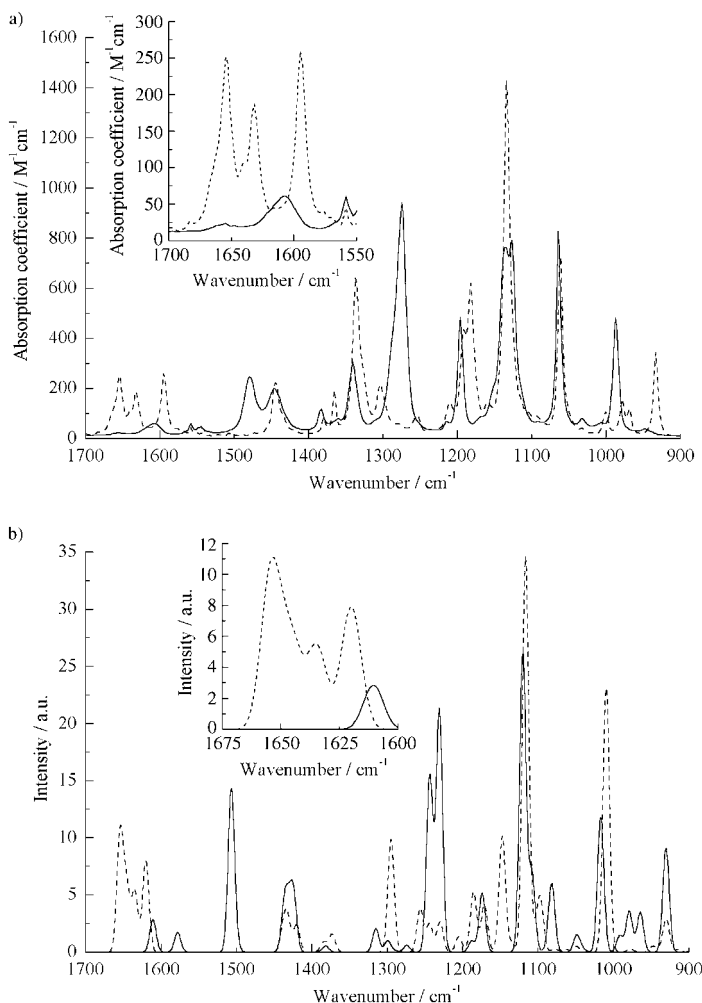 a)
Absorption coefficient / M⁻¹cm⁻¹
1600
1400
1200
1000
800
600
400
200
0
1700 1600 1500 1400 1300 1200 1100 1000 900
Wavenumber / cm⁻¹
Absorption coefficient / M⁻¹cm⁻¹
300
250
200
150
100
50
0
1700 1650 1600 1550
Wavenumber / cm⁻¹
b)
Intensity / a.u.
35
30
25
20
15
10
5
0
1700 1600 1500 1400 1300 1200 1100 1000 900
Wavenumber / cm⁻¹
Intensity / a.u.
12
10
8
6
4
2
0
1675 1650 1625 1600
Wavenumber / cm⁻¹